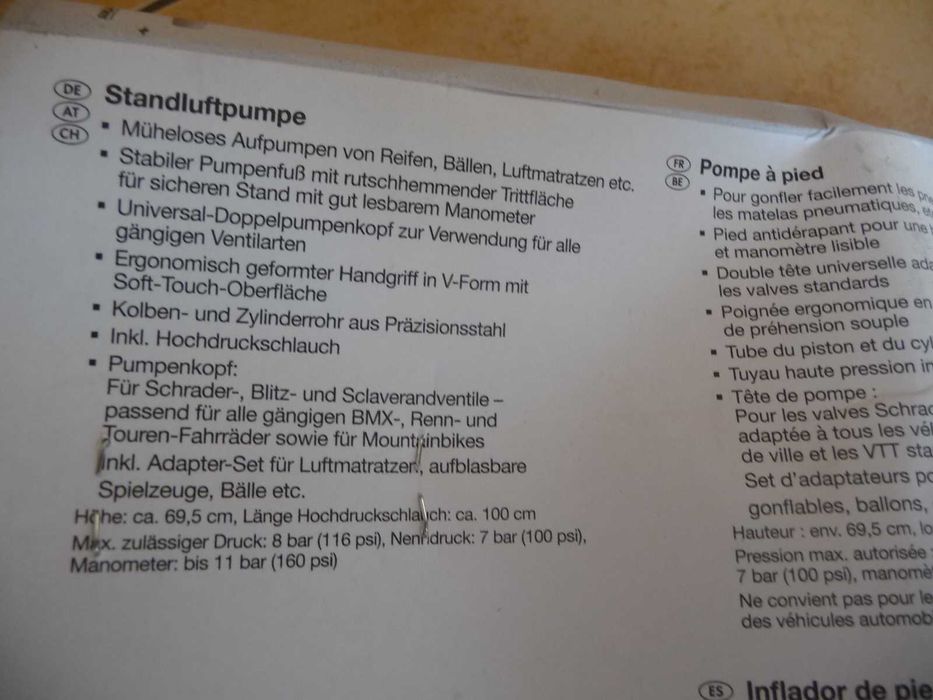 DE
AT
CH
Standluftpumpe
▪ Müheloses Aufpumpen von Reifen, Bällen, Luftmatratzen etc.
▪ Stabiler Pumpenfuß mit rutschhemmender Trittfläche
für sicheren Stand mit gut lesbarem Manometer
▪ Universal-Doppelpumpenkopf zur Verwendung für alle
gängigen Ventilarten
▪ Ergonomisch geformter Handgriff in V-Form mit
Soft-Touch-Oberfläche
▪ Kolben- und Zylinderrohr aus Präzisionsstahl
▪ Inkl. Hochdruckschlauch
▪ Pumpenkopf:
Für Schrader-, Blitz- und Sclaverandventile –
passend für alle gängigen BMX-, Renn- und
Touren-Fahrräder sowie für Mountainbikes
Inkl. Adapter-Set für Luftmatratzen, aufblasbare
Spielzeuge, Bälle etc.
Höhe: ca. 69,5 cm, Länge Hochdruckschlauch: ca. 100 cm
Max. zulässiger Druck: 8 bar (116 psi), Nenndruck: 7 bar (100 psi),
Manometer: bis 11 bar (160 psi)
FR
BE
Pompe à pied
▪ Pour gonfler facilement les
les matelas pneumatiques,
▪ Pied antidérapant pour une
et manomètre lisible
▪ Double tête universelle
les valves standards
▪ Poignée ergonomique en
de préhension souple
▪ Tube du piston et du
▪ Tuyau haute pression
▪ Tête de pompe :
Pour les valves
adaptée à tous les
de ville et les VTT
Set d'adaptateurs
gonflables, ballons,
Hauteur : env. 69,5 cm,
Pression max. autorisée
7 bar (100 psi),
Ne convient pas pour
des véhicules
ES
Inflador de